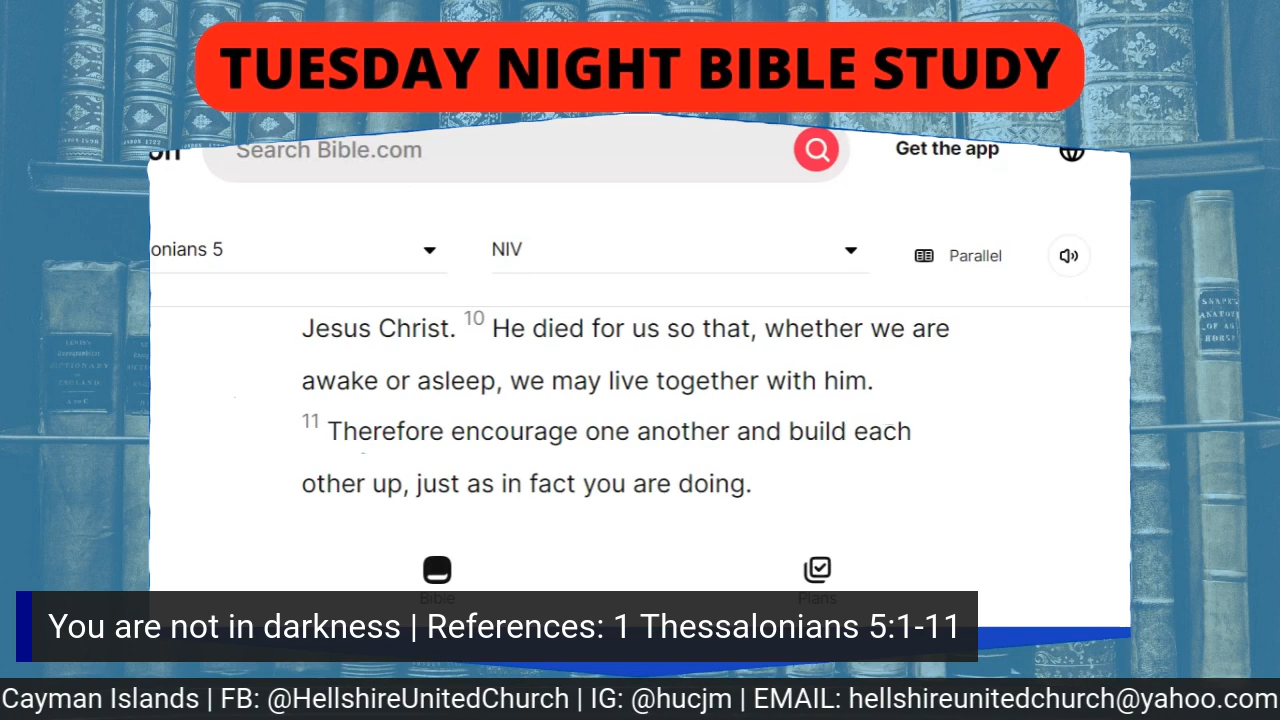 TUESDAY NIGHT BIBLE STUDY
on Search Bible.com Get the app
onians 5 NIV Parallel
Jesus Christ. 10 He died for us so that, whether we are
awake or asleep, we may live together with him.
11 Therefore encourage one another and build each
other up, just as in fact you are doing.
Bible Plans
You are not in darkness | References: 1 Thessalonians 5:1-11
Cayman Islands | FB: @HellshireUnitedChurch | IG: @hucjm | EMAIL: hellshireunitedchurch@yahoo.com